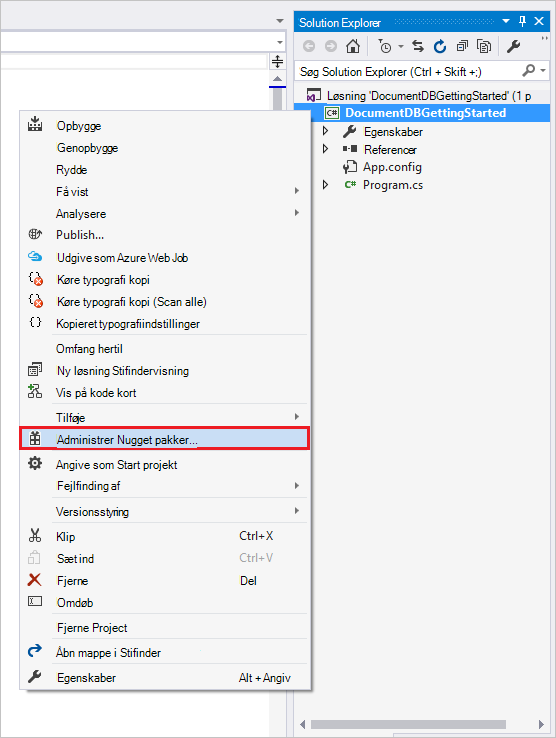 Solution Explorer
Søg Solution Explorer (Ctrl + Skift +;)
Løsning 'DocumentDBGettingStarted' (1 p
C# DocumentDBGettingStarted
Egenskaber
Referencer
App.config
C# Program.cs
Opbygge
Genopbygge
Rydde
Få vist
Analysere
Publish...
Udgive som Azure Web Job
Køre typografi kopi
Køre typografi kopi (Scan alle)
Kopieret typografiindstillinger
Omfang hertil
Ny løsning Stifindervisning
Vis på kode kort
Tilføje
Administrer Nugget pakker...
Angive som Start projekt
Fejlfinding af
Versionsstyring
Klip Ctrl+X
Sæt ind Ctrl+V
Fjerne Del
Omdøb
Fjerne Project
Åbn mappe i Stifinder
Egenskaber Alt +Angiv